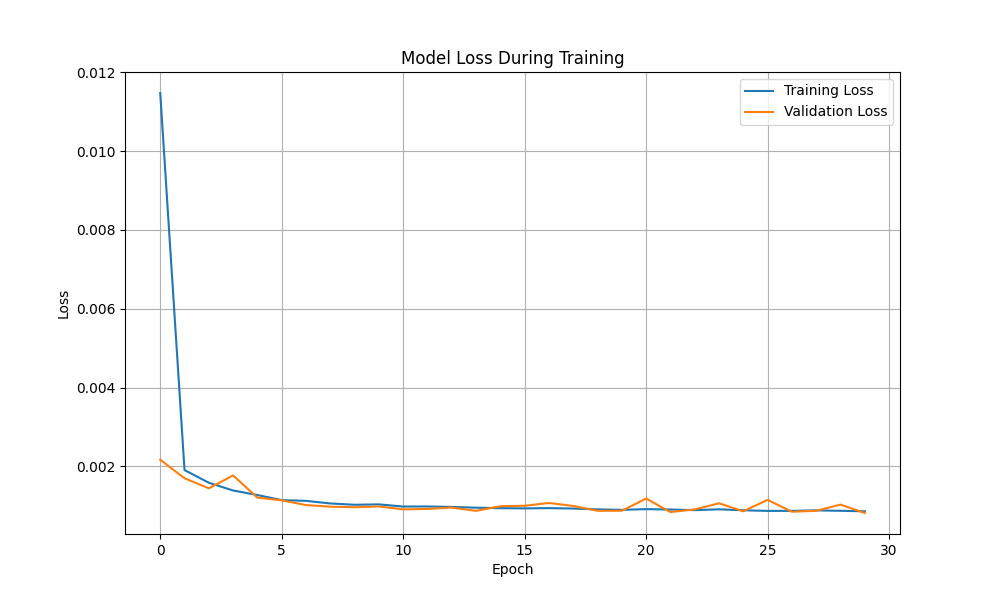 Model Loss During Training
0.012
0.010
0.008
0.006
0.004
0.002
Loss
Training Loss
Validation Loss
0 5 10 15 20 25 30
Epoch